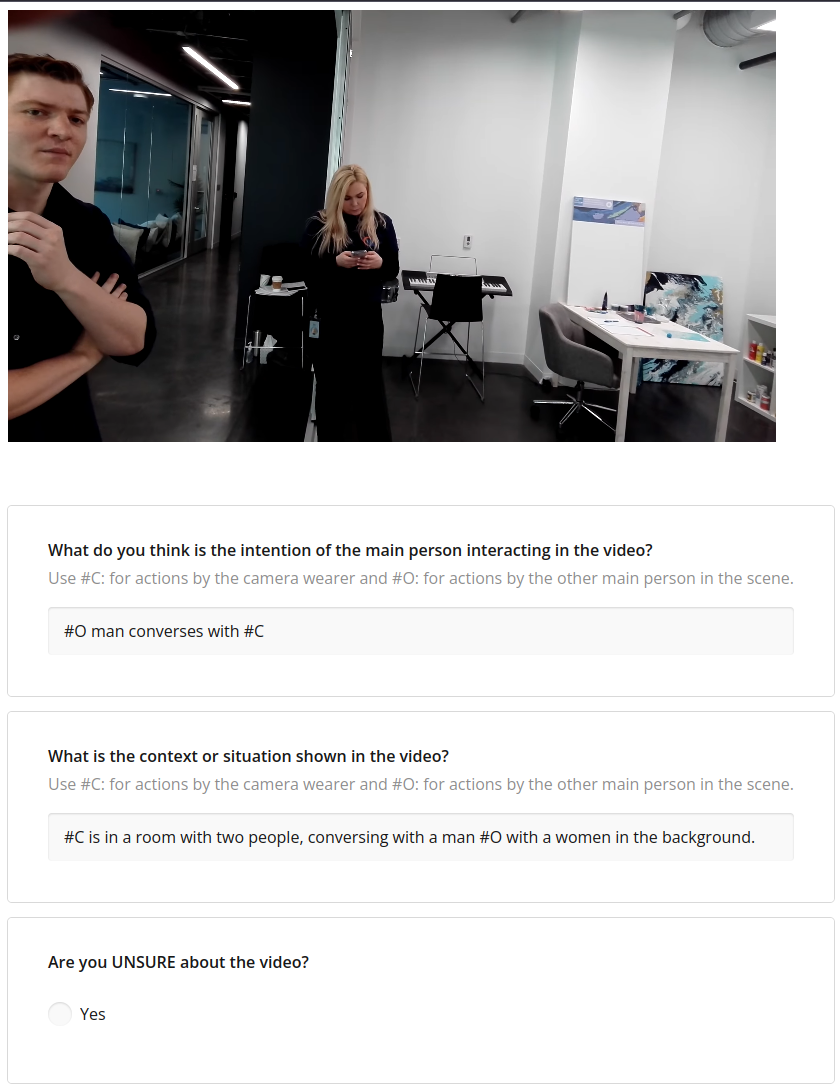 What do you think is the intention of the main person interacting in the video?
Use #C: for actions by the camera wearer and #O: for actions by the other main person in the scene.
#O man converses with #C
What is the context or situation shown in the video?
Use #C: for actions by the camera wearer and #O: for actions by the other main person in the scene.
#C is in a room with two people, conversing with a man #O with a women in the background.
Are you UNSURE about the video?
Yes